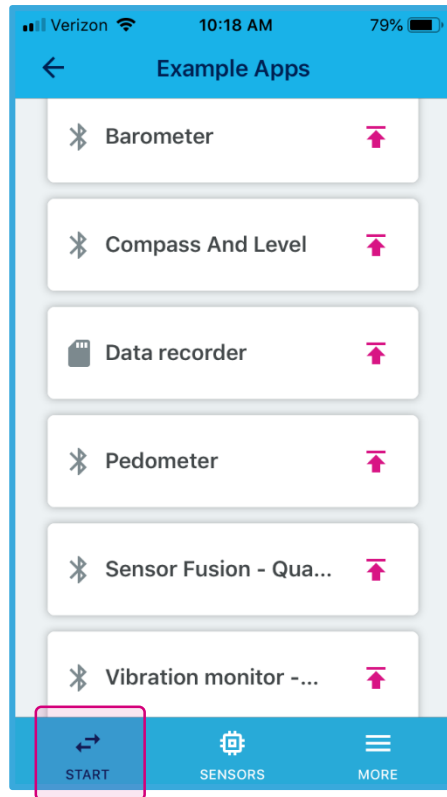 Verizon 10:18 AM 79%
Example Apps
Barometer
Compass And Level
Data recorder
Pedometer
Sensor Fusion - Qua...
Vibration monitor -...
START SENSORS MORE